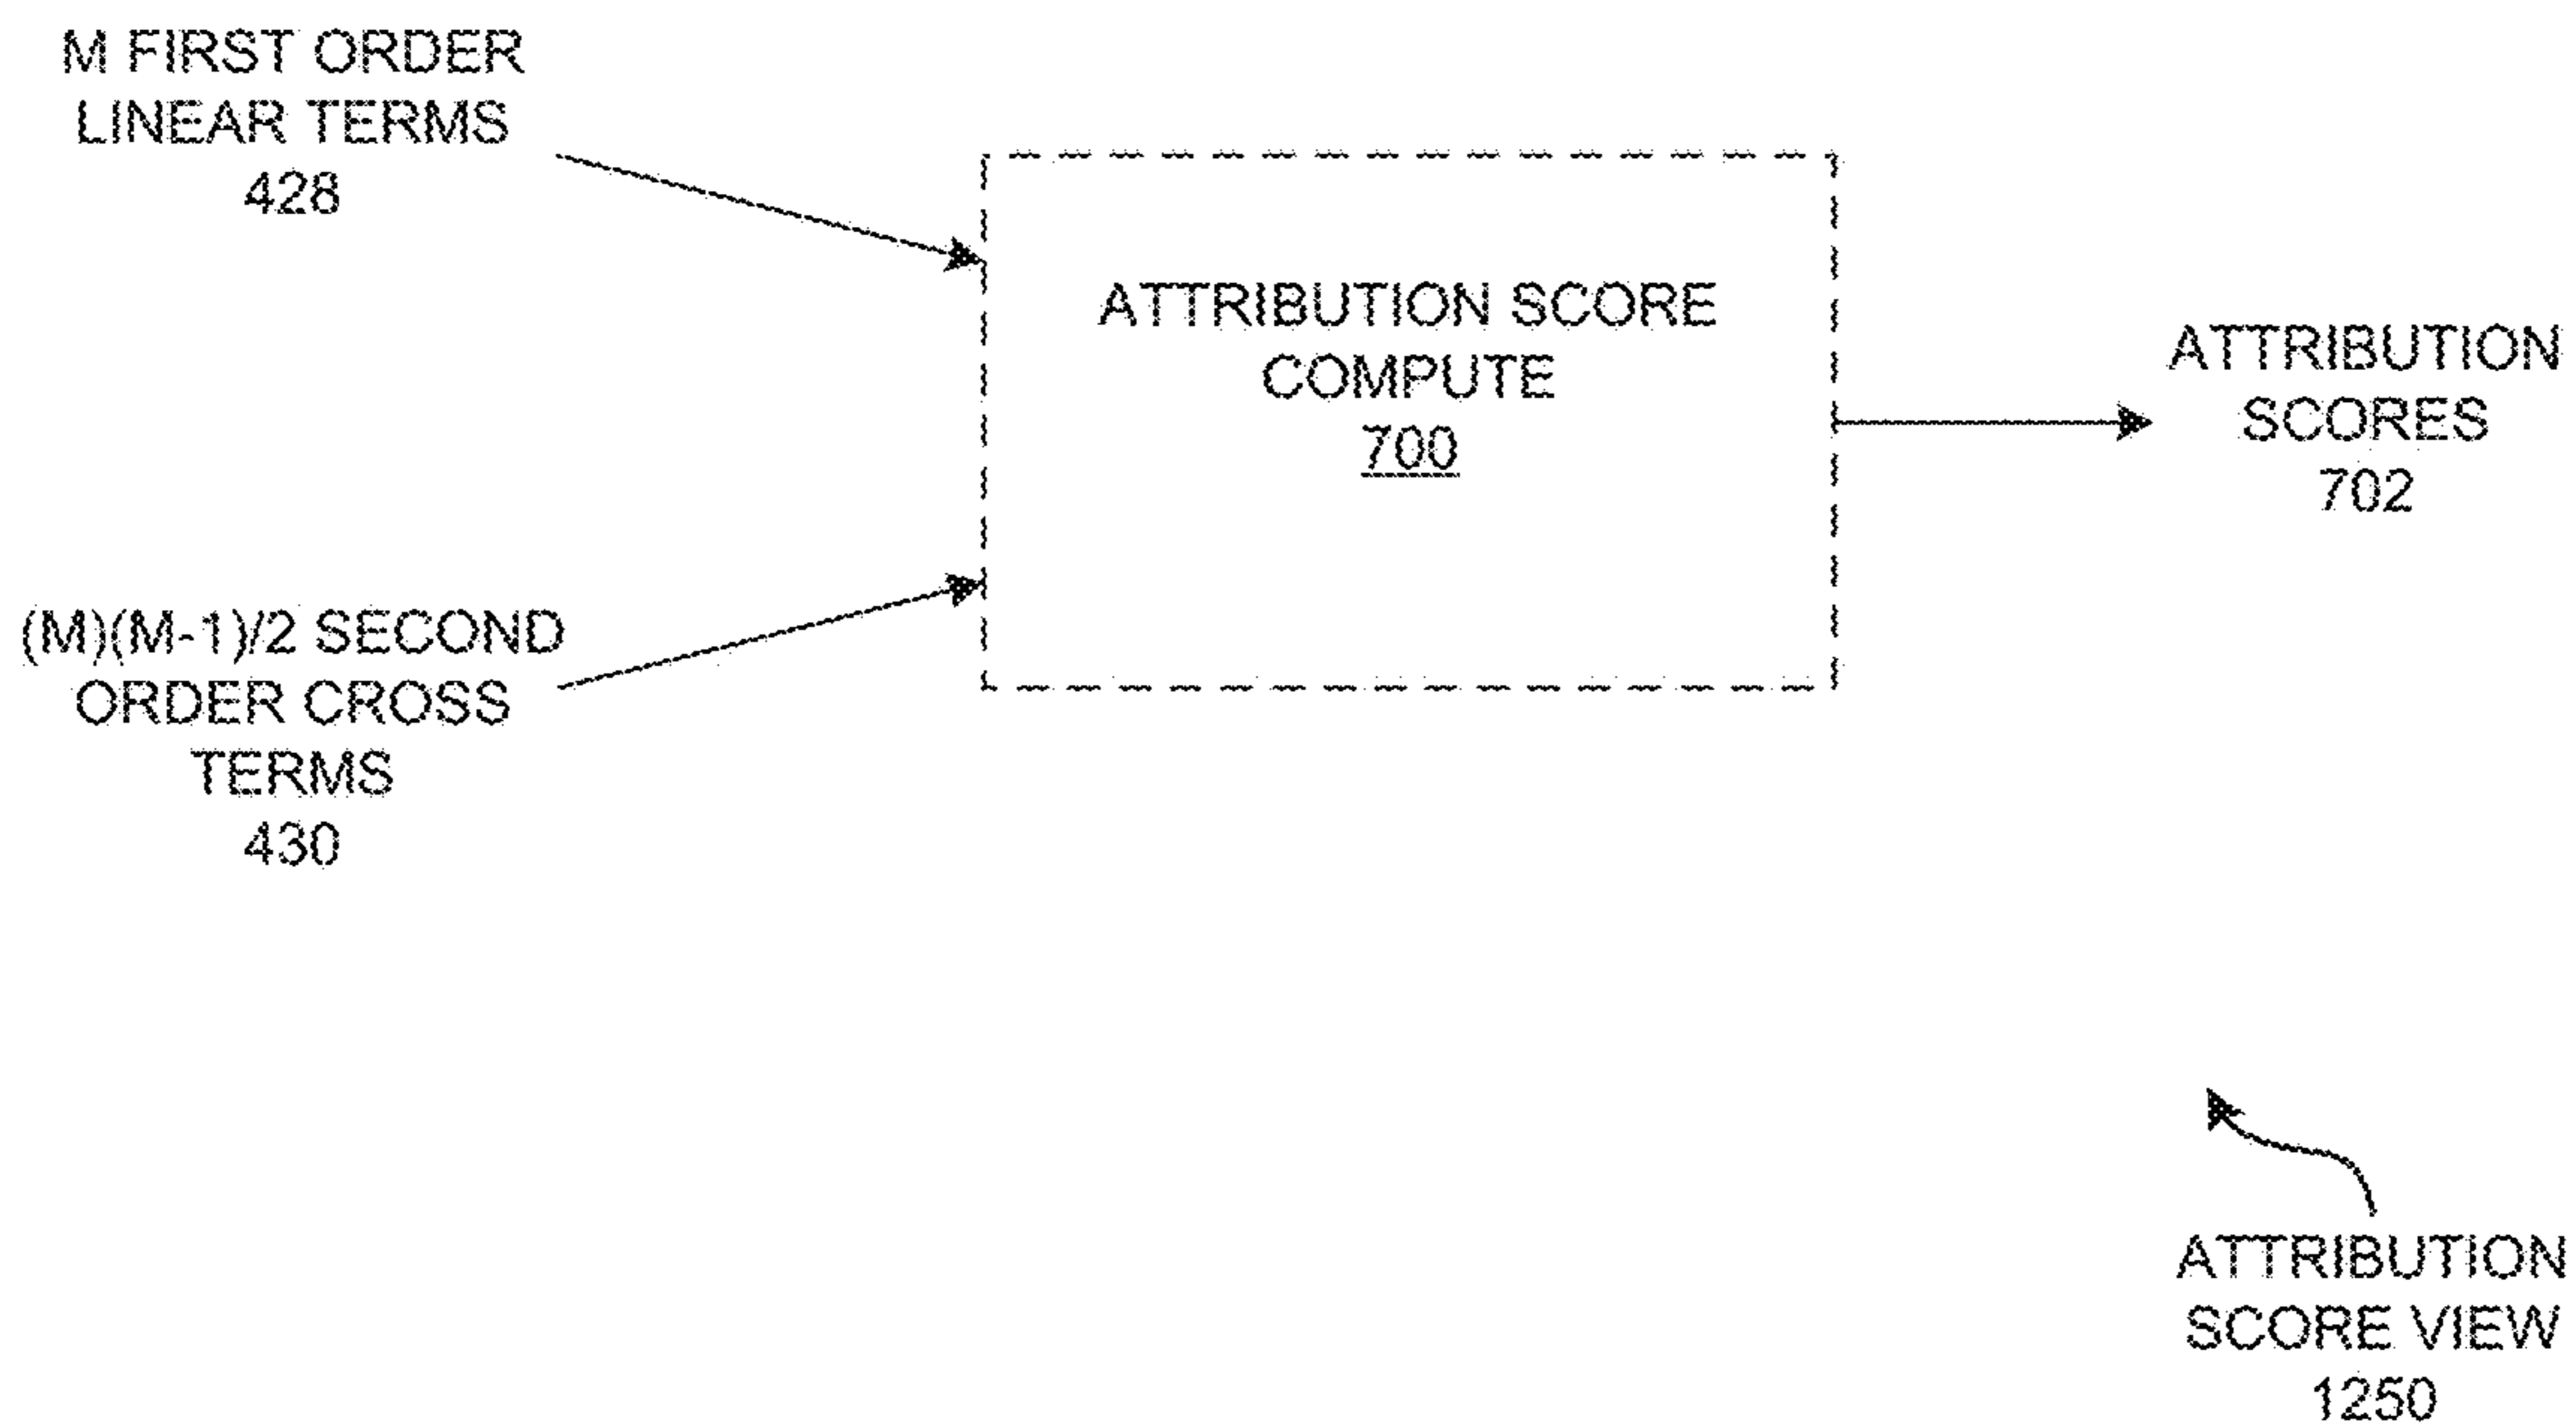 M FIRST ORDER
LINEAR TERMS
428
(M)(M-1)/2 SECOND
ORDER CROSS
TERMS
430
ATTRIBUTION SCORE
COMPUTE
700
ATTRIBUTION
SCORES
702
ATTRIBUTION
SCORE VIEW
1250